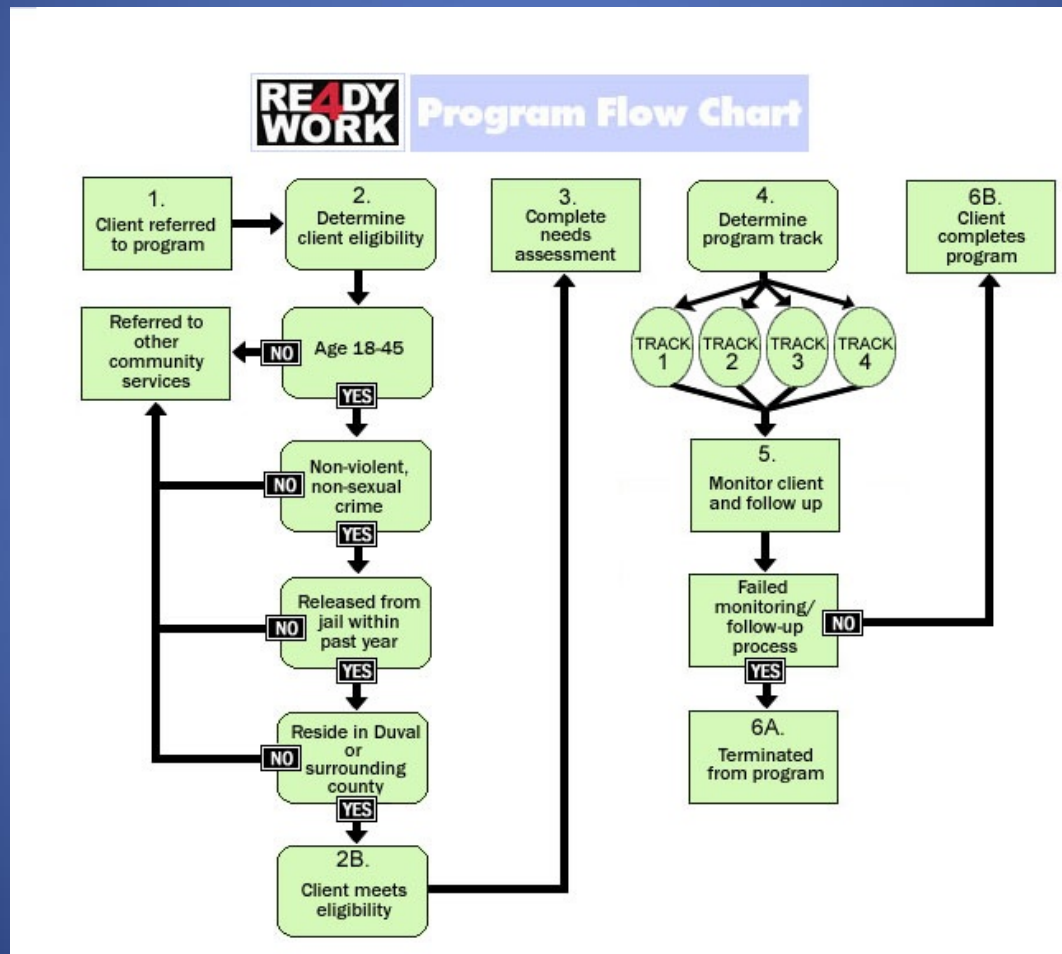 RE4DY
WORK
Program Flow Chart
1.
Client referred
to program
2.
Determine
client eligibility
Age 18-45
NO
YES
Referred to
other
community
services
Non-violent,
non-sexual
crime
NO
YES
Released from
jail within
past year
NO
YES
Reside in Duval
or
surrounding
county
NO
YES
2B.
Client meets
eligibility
3.
Complete
needs
assessment
4.
Determine
program track
TRACK
1
TRACK
2
TRACK
3
TRACK
4
5.
Monitor client
and follow up
Failed
monitoring/
follow-up
process
NO
YES
6A.
Terminated
from program
6B.
Client
completes
program